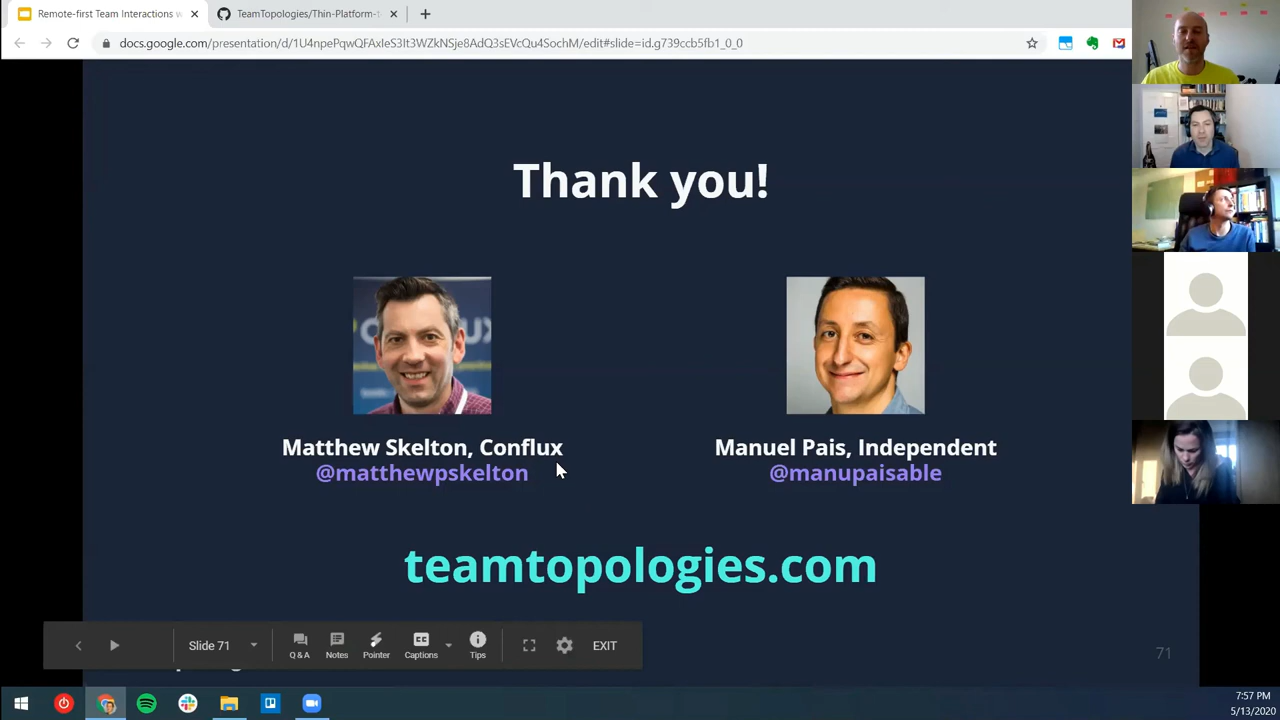 Remote-first Team Interactions w
TeamTopologies/Thin-Platform-t
docs.google.com/presentation/d/
/edit#slide=id.g739ccb5fb1_0_0
Thank you!
Matthew Skelton, Conflux
@matthewpskelton
Manuel Pais, Independent
@manupaisable
teamtopologies.com
Slide 71
Q & A
Notes
Pointer
Captions
Tips
EXIT
71
7:57 PM
5/13/2020